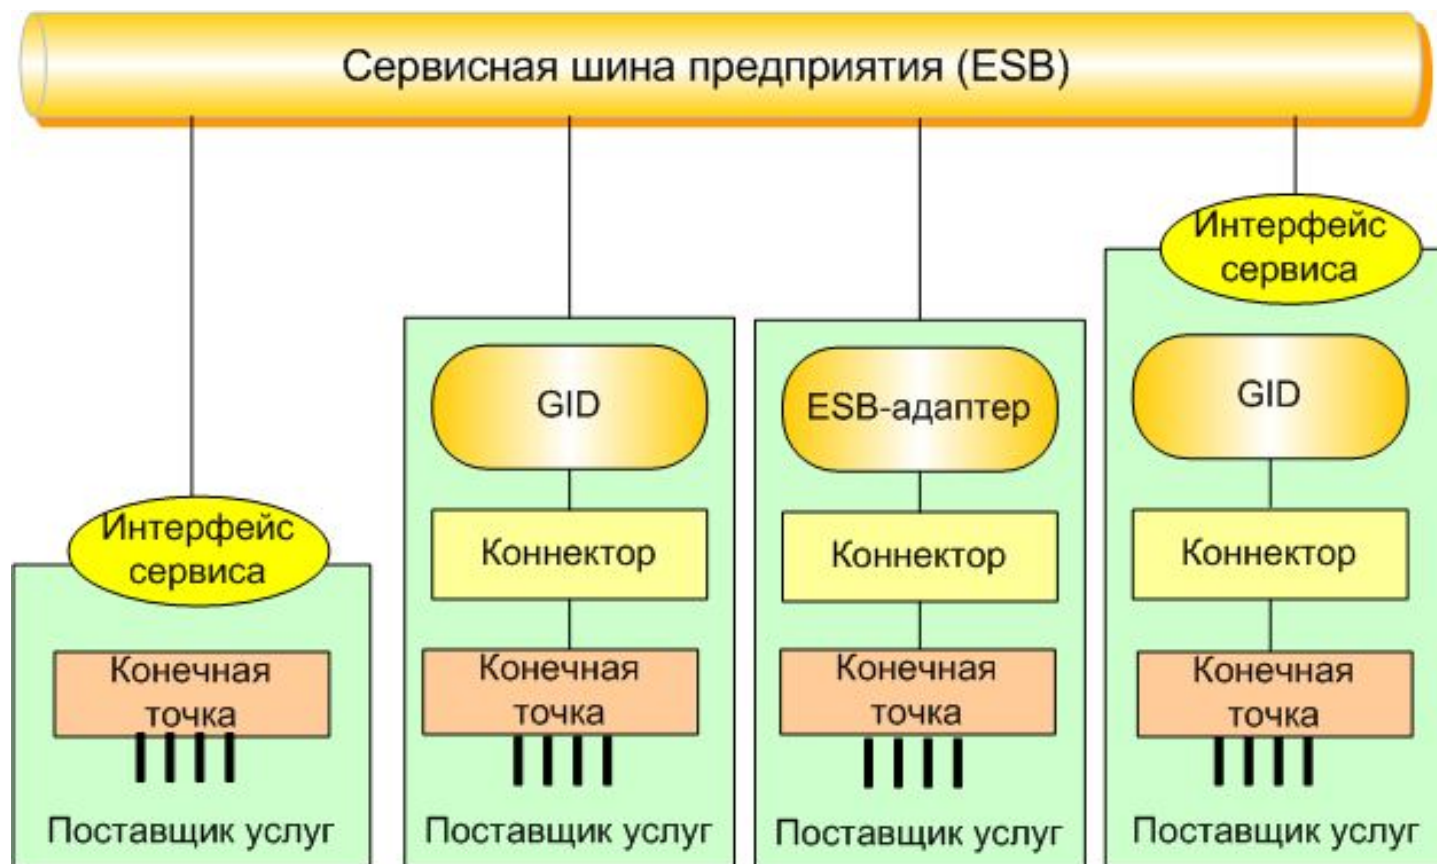 Сервисная шина предприятия (ESB)
Интерфейс
сервиса
Конечная
точка
Поставщик услуг
GID
Коннектор
Конечная
точка
Поставщик услуг
ESB-адаптер
Коннектор
Конечная
точка
Поставщик услуг
Интерфейс
сервиса
GID
Коннектор
Конечная
точка
Поставщик услуг